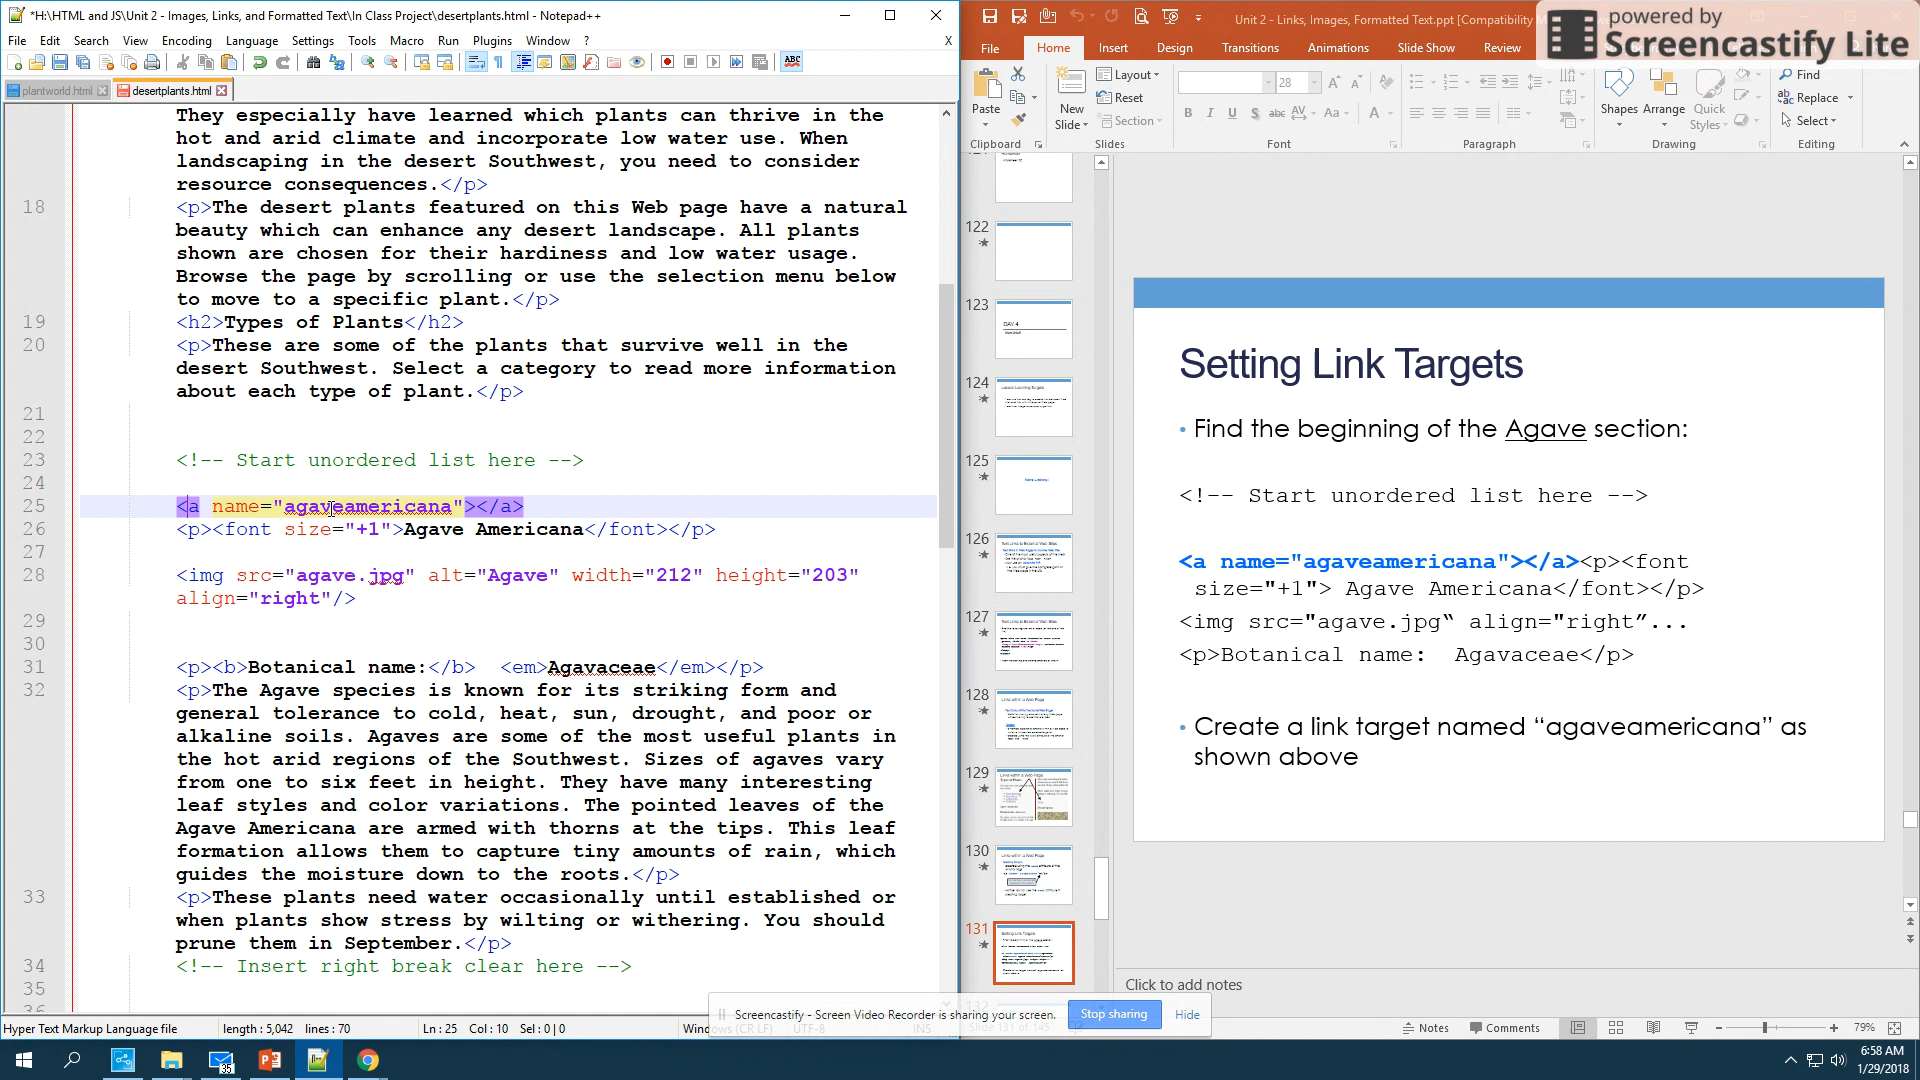 *H:\HTML and JS\Unit 2 - Images, Links, and Formatted Text\In Class Project\desertplants.html - Notepad++
File Edit Search View Encoding Language Settings Tools Macro Run Plugins Window ? X
plantworld.html desertplants.html
They especially have learned which plants can thrive in the
hot and arid climate and incorporate low water use. When
landscaping in the desert Southwest, you need to consider
resource consequences.</p>
18 <p>The desert plants featured on this Web page have a natural
beauty which can enhance any desert landscape. All plants
shown are chosen for their hardiness and low water usage.
Browse the page by scrolling or use the selection menu below
to move to a specific plant.</p>
19 <h2>Types of Plants</h2>
20 <p>These are some of the plants that survive well in the
desert Southwest. Select a category to read more information
about each type of plant.</p>
21
22
23 <!-- Start unordered list here -->
24
25 <a name="agaveamericana"></a>
26 <p><font size="+1">Agave Americana</font></p>
27
28 <img src="agave.jpg" alt="Agave" width="212" height="203"
align="right"/>
29
30
31 <p><b>Botanical name:</b> <em>Agavaceae</em></p>
32 <p>The Agave species is known for its striking form and
general tolerance to cold, heat, sun, drought, and poor or
alkaline soils. Agaves are some of the most useful plants in
the hot arid regions of the Southwest. Sizes of agaves vary
from one to six feet in height. They have many interesting
leaf styles and color variations. The pointed leaves of the
Agave Americana are armed with thorns at the tips. This leaf
formation allows them to capture tiny amounts of rain, which
guides the moisture down to the roots.</p>
33 <p>These plants need water occasionally until established or
when plants show stress by wilting or withering. You should
prune them in September.</p>
34 <!-- Insert right break clear here -->
35
Hyper Text Markup Language file length : 5,042 lines : 70 Ln : 25 Col : 10 Sel : 0 | 0 Windows (CR LF) UTF-8 INS
Unit 2 - Links, Images, Formatted Text.ppt [Compatibility
powered by
Screencastify Lite
File Home Insert Design Transitions Animations Slide Show Review
Paste
Clipboard
New
Slide
Layout
Reset
Section
Slides
28
B I U S abc AV Aa A
Font
Paragraph
Shapes Arrange Quick
Styles
Drawing
Find
Replace
Select
Editing
122
123
DAY 4
124
125
126
127
128
129
130
131
Setting Link Targets
• Find the beginning of the Agave section:
<!-- Start unordered list here -->
<a name="agaveamericana"></a><p><font
size="+1"> Agave Americana</font></p>
<img src="agave.jpg“ align="right”...
<p>Botanical name: Agavaceae</p>
• Create a link target named “agaveamericana” as
shown above
Click to add notes
Screencastify - Screen Video Recorder is sharing your screen. Stop sharing Hide
Slide 131 of 145
Notes Comments 79%
35
6:58 AM
1/29/2018